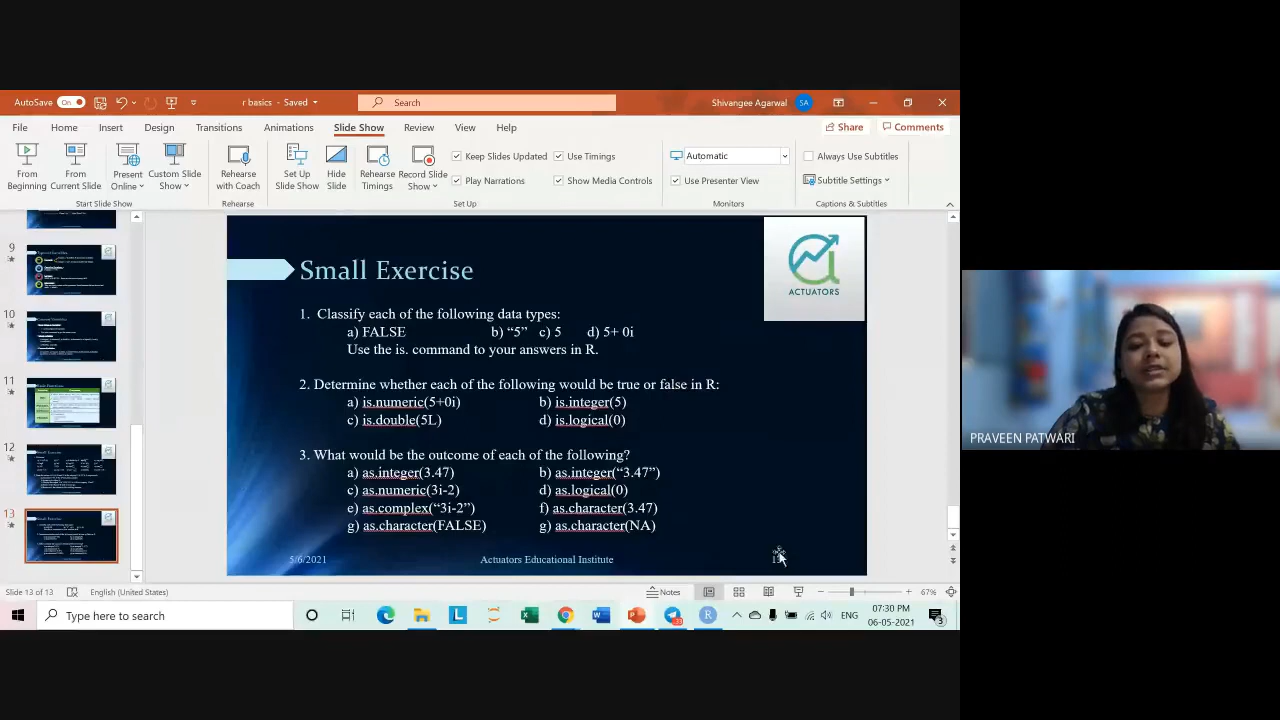 AutoSave On
r basics - Saved
Search
Shivangee Agarwal SA
File Home Insert Design Transitions Animations Slide Show Review View Help
Share Comments
From Beginning
From Current Slide
Present Online
Custom Slide Show
Start Slide Show
Rehearse with Coach
Rehearse
Set Up Slide Show
Hide Slide
Rehearse Timings
Record Slide Show
Keep Slides Updated
Use Timings
Play Narrations
Show Media Controls
Set Up
Automatic
Use Presenter View
Monitors
Always Use Subtitles
Subtitle Settings
Captions & Subtitles
9
10
11
12
13
Small Exercise
ACTUATORS
1. Classify each of the following data types:
a) FALSE b) “5” c) 5 d) 5+ 0i
Use the is. command to your answers in R.
2. Determine whether each of the following would be true or false in R:
a) is.numeric(5+0i) b) is.integer(5)
c) is.double(5L) d) is.logical(0)
3. What would be the outcome of each of the following?
a) as.integer(3.47) b) as.integer(“3.47”)
c) as.numeric(3i-2) d) as.logical(0)
e) as.complex(“3i-2”) f) as.character(3.47)
g) as.character(FALSE) g) as.character(NA)
5/6/2021 Actuators Educational Institute
PRAVEEN PATWARI
Slide 13 of 13 English (United States) Notes 67%
Type here to search
ENG
07:30 PM
06-05-2021
3